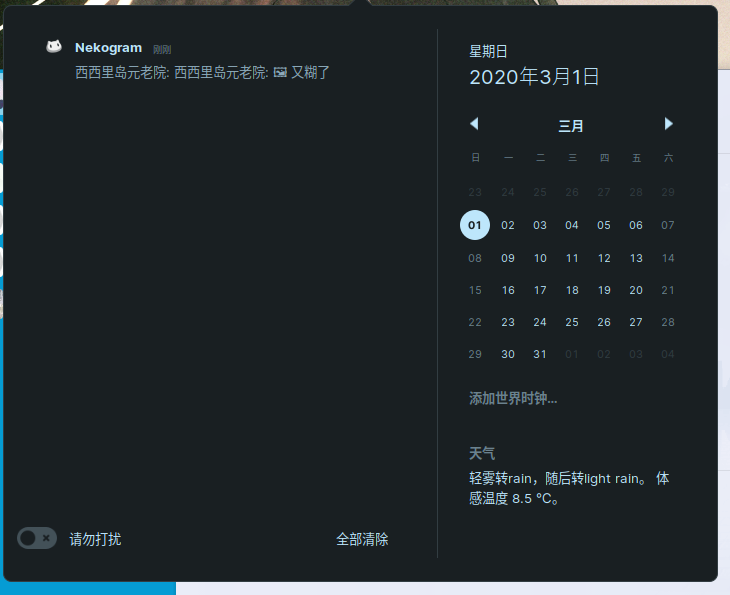 Nekogram 刚刚
西西里岛元老院: 西西里岛元老院: 🖼 又糊了
请勿打扰
全部清除
星期日
2020年3月1日
三月
日 一 二 三 四 五 六
23 24 25 26 27 28 29
01 02 03 04 05 06 07
08 09 10 11 12 13 14
15 16 17 18 19 20 21
22 23 24 25 26 27 28
29 30 31 01 02 03 04
添加世界时钟…
天气
轻雾转rain，随后转light rain。 体
感温度 8.5 °C。